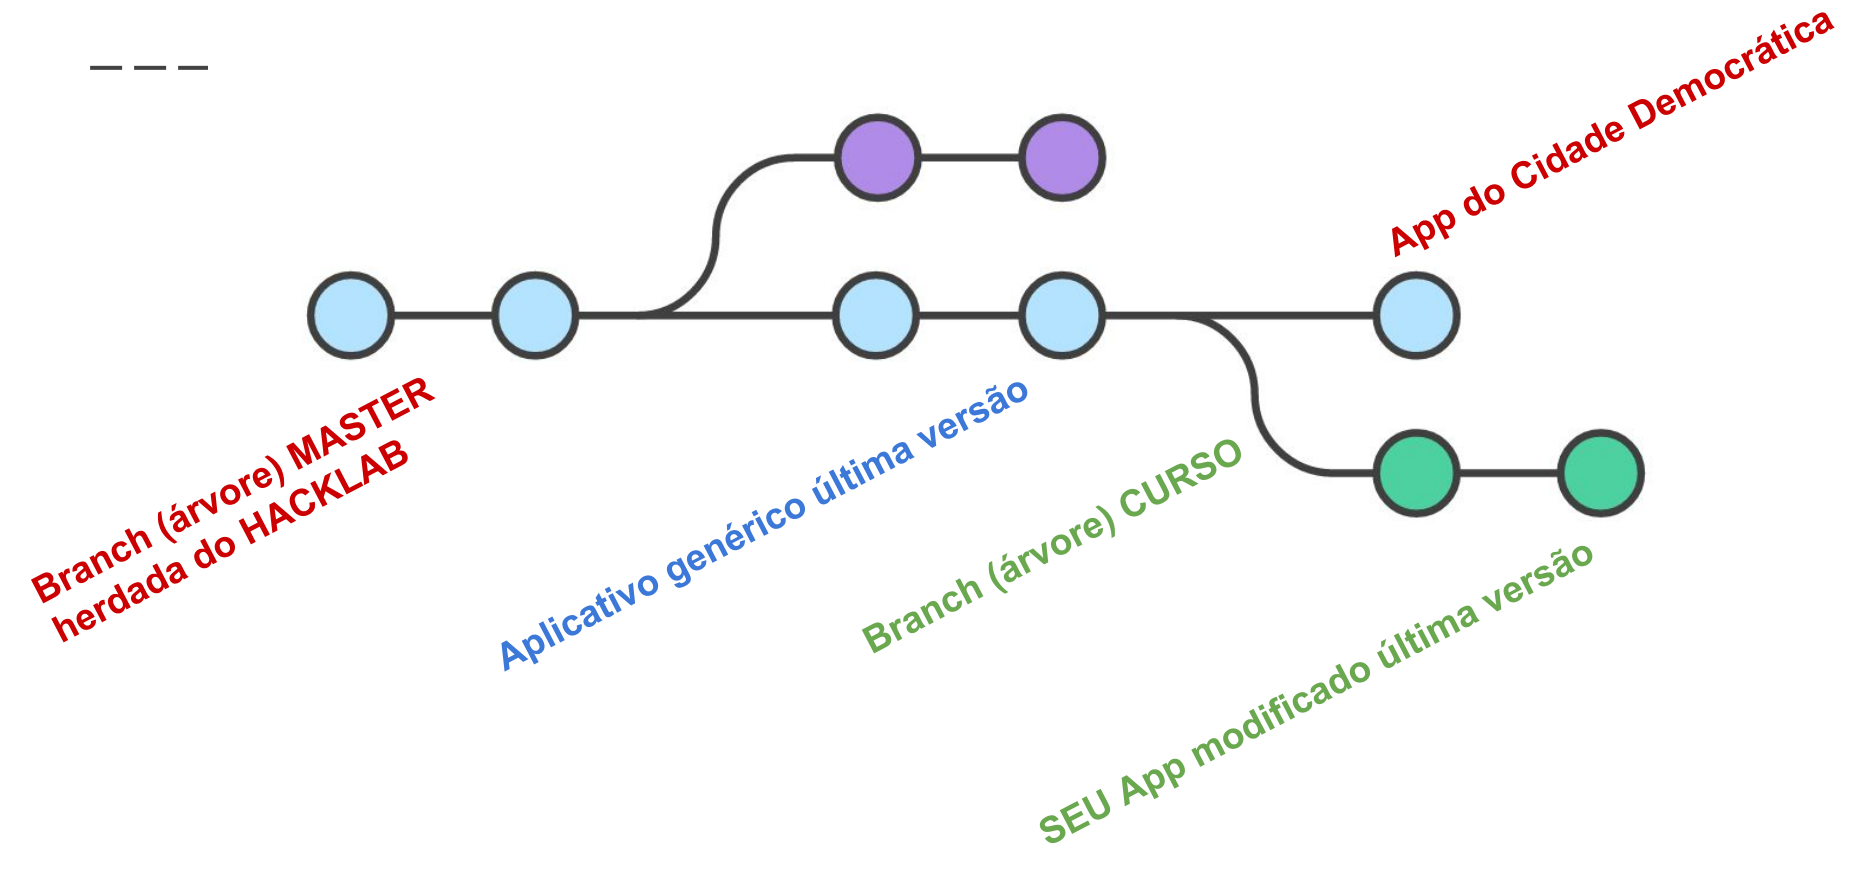 App do Cidade Democrática
Branch (árvore) MASTER
herdada do HACKLAB
Aplicativo genérico última versão
Branch (árvore) CURSO
SEU App modificado última versão